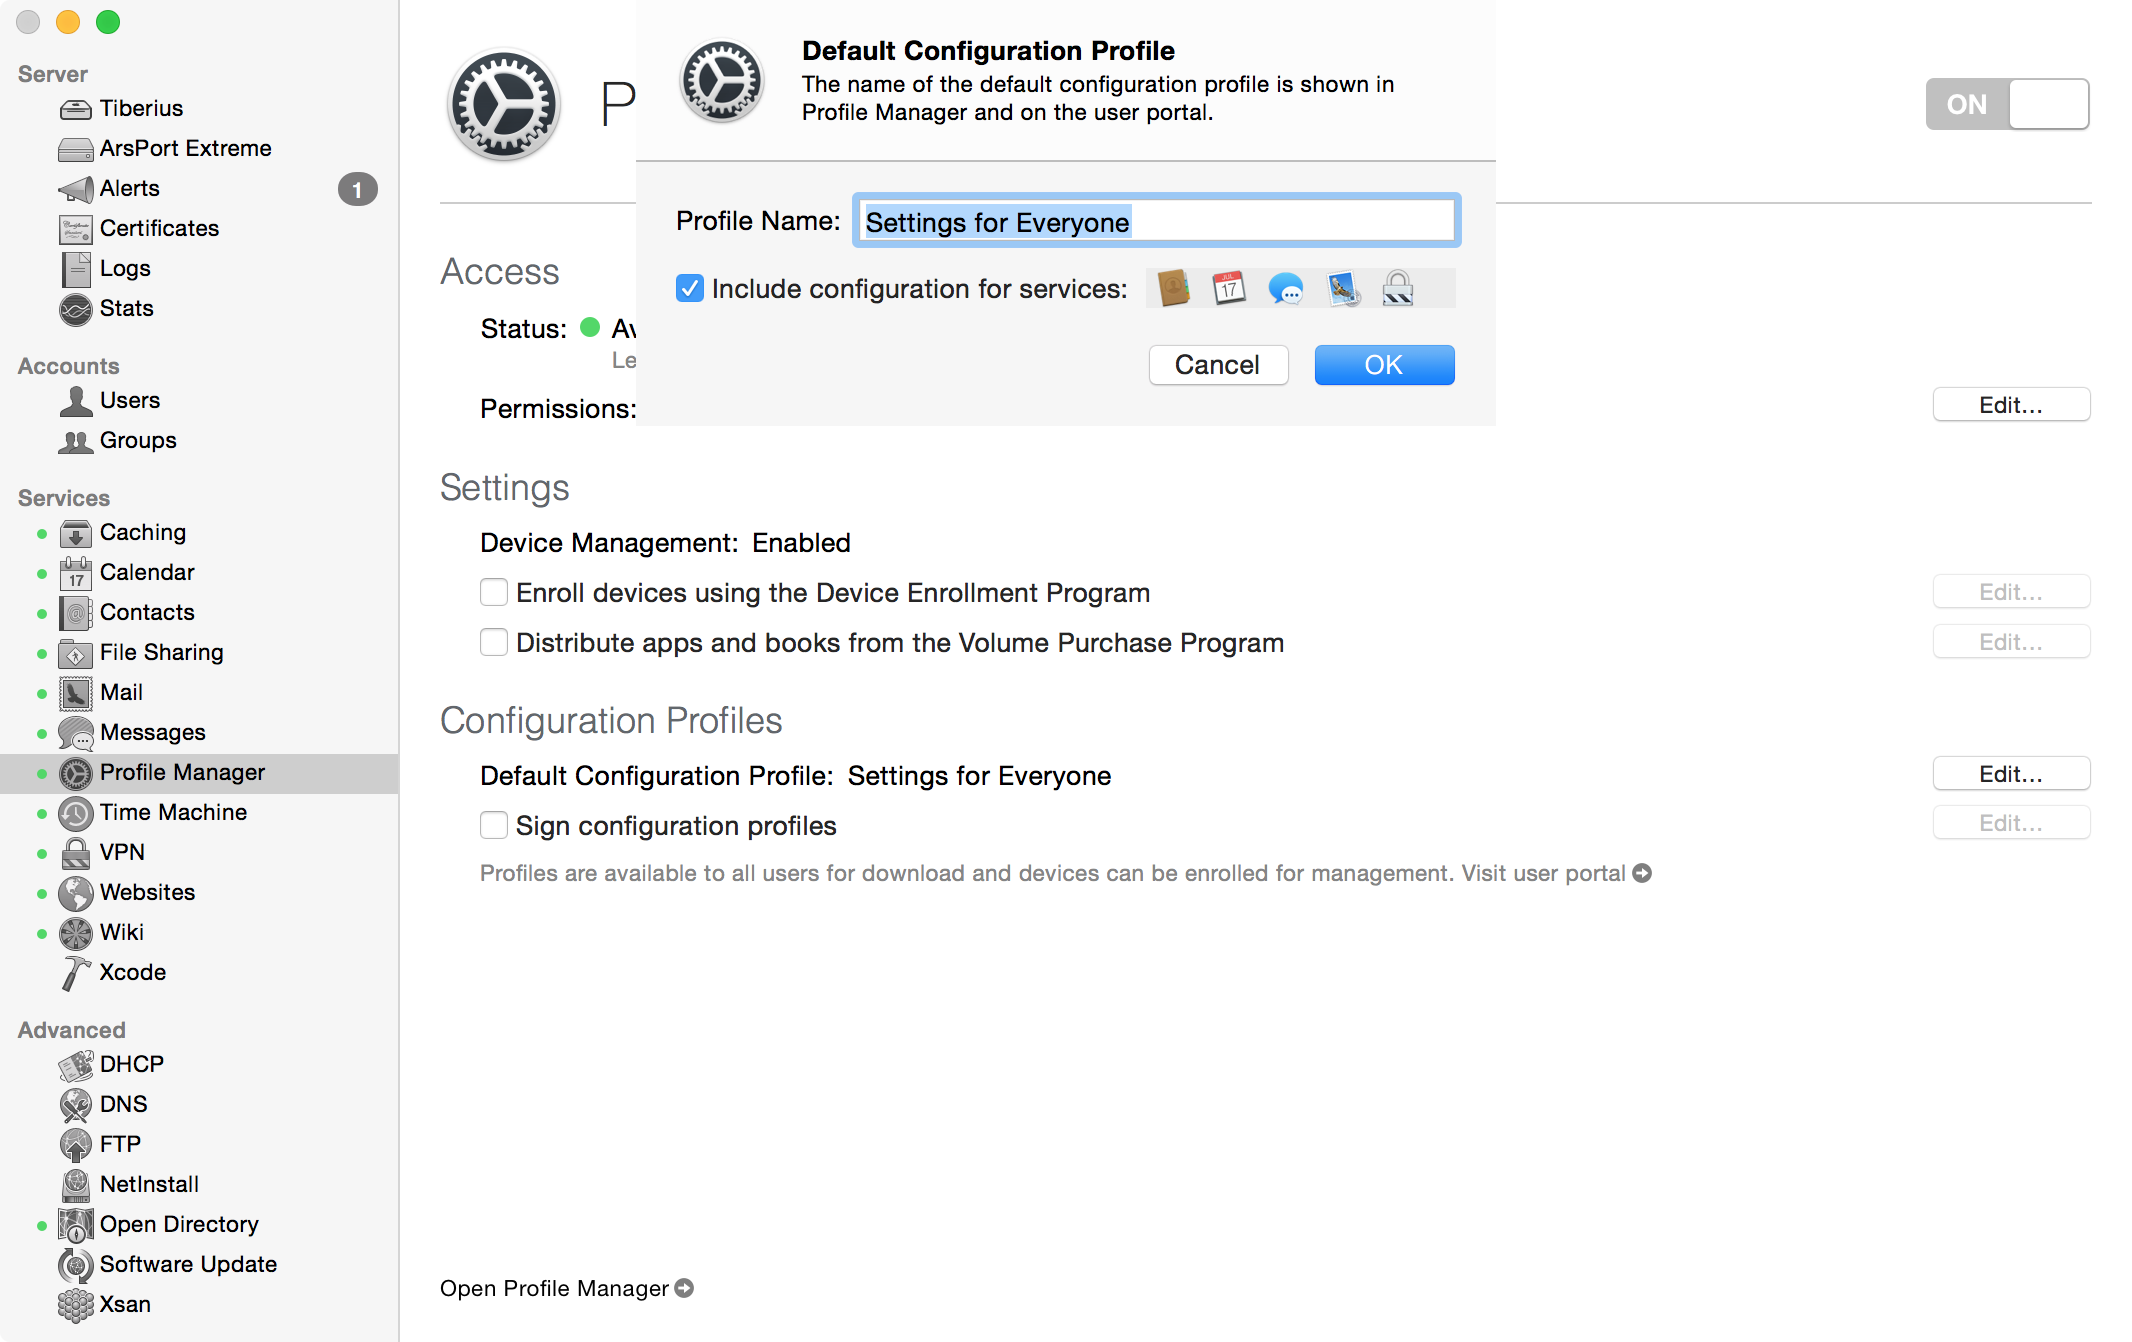 Server
Tiberius
ArsPort Extreme
Alerts 1
Certificates
Logs
Stats
Accounts
Users
Groups
Services
Caching
17 Calendar
Contacts
File Sharing
Mail
Messages
Profile Manager
Time Machine
VPN
Websites
Wiki
Xcode
Advanced
DHCP
DNS
FTP
NetInstall
Open Directory
Software Update
Xsan
P
ON
Default Configuration Profile
The name of the default configuration profile is shown in
Profile Manager and on the user portal.
Profile Name: Settings for Everyone
Include configuration for services: JUL 17
Cancel OK
Access
Status: Av
Le
Permissions: Edit...
Settings
Device Management: Enabled
Enroll devices using the Device Enrollment Program Edit...
Distribute apps and books from the Volume Purchase Program Edit...
Configuration Profiles
Default Configuration Profile: Settings for Everyone Edit...
Sign configuration profiles Edit...
Profiles are available to all users for download and devices can be enrolled for management. Visit user portal
Open Profile Manager